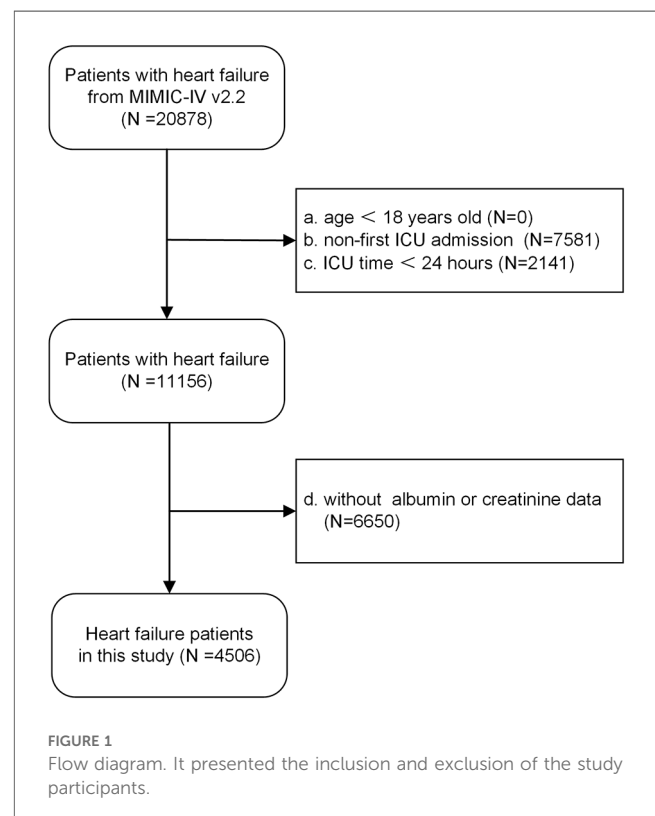 Patients with heart failure
from MIMIC-IV v2.2
(N =20878)
a. age < 18 years old (N=0)
b. non-first ICU admission (N=7581)
c. ICU time < 24 hours (N=2141)
Patients with heart failure
(N =11156)
d. without albumin or creatinine data
(N=6650)
Heart failure patients
in this study (N =4506)
FIGURE 1
Flow diagram. It presented the inclusion and exclusion of the study
participants.